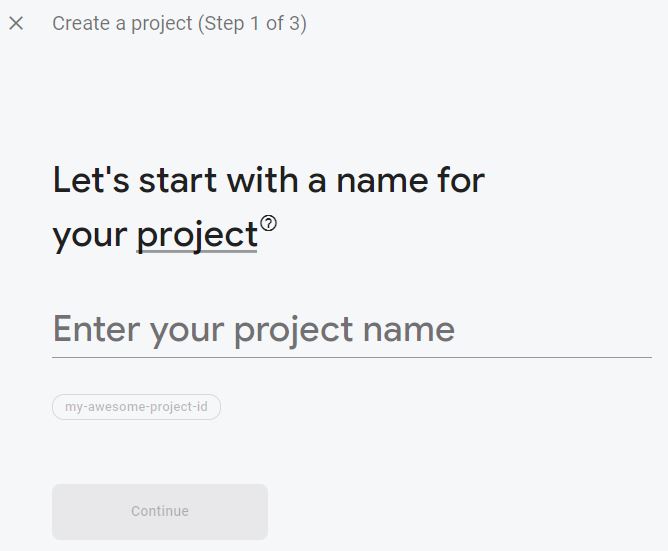 Create a project (Step 1 of 3)
Let's start with a name for
your project?
Enter your project name
my-awesome-project-id
Continue